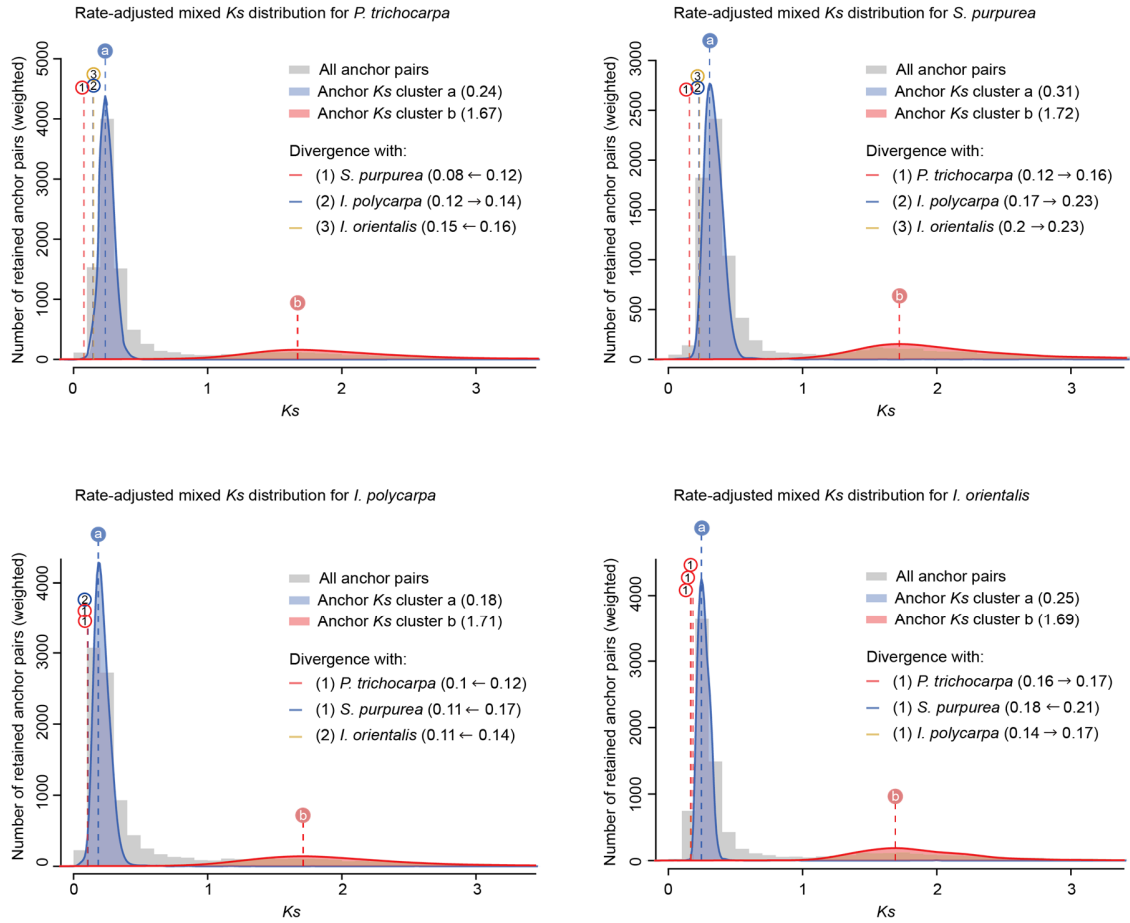 Rate-adjusted mixed Ks distribution for P. trichocarpa
a
3
1
2
5000
4000
3000
2000
1000
0
Number of retained anchor pairs (weighted)
All anchor pairs
Anchor Ks cluster a (0.24)
Anchor Ks cluster b (1.67)
Divergence with:
(1) S. purpurea (0.08 ← 0.12)
(2) I. polycarpa (0.12 → 0.14)
(3) I. orientalis (0.15 ← 0.16)
b
0 1 2 3
Ks
Rate-adjusted mixed Ks distribution for S. purpurea
a
3
1
2
3000
2500
2000
1500
1000
500
0
Number of retained anchor pairs (weighted)
All anchor pairs
Anchor Ks cluster a (0.31)
Anchor Ks cluster b (1.72)
Divergence with:
(1) P. trichocarpa (0.12 → 0.16)
(2) I. polycarpa (0.17 → 0.23)
(3) I. orientalis (0.2 → 0.23)
b
0 1 2 3
Ks
Rate-adjusted mixed Ks distribution for I. polycarpa
a
2
1
1
4000
3000
2000
1000
0
Number of retained anchor pairs (weighted)
All anchor pairs
Anchor Ks cluster a (0.18)
Anchor Ks cluster b (1.71)
Divergence with:
(1) P. trichocarpa (0.1 ← 0.12)
(1) S. purpurea (0.11 ← 0.17)
(2) I. orientalis (0.11 ← 0.14)
b
0 1 2 3
Ks
Rate-adjusted mixed Ks distribution for I. orientalis
a
1
1
1
4000
3000
2000
1000
0
Number of retained anchor pairs (weighted)
All anchor pairs
Anchor Ks cluster a (0.25)
Anchor Ks cluster b (1.69)
Divergence with:
(1) P. trichocarpa (0.16 → 0.17)
(1) S. purpurea (0.18 ← 0.21)
(1) I. polycarpa (0.14 → 0.17)
b
0 1 2 3
Ks